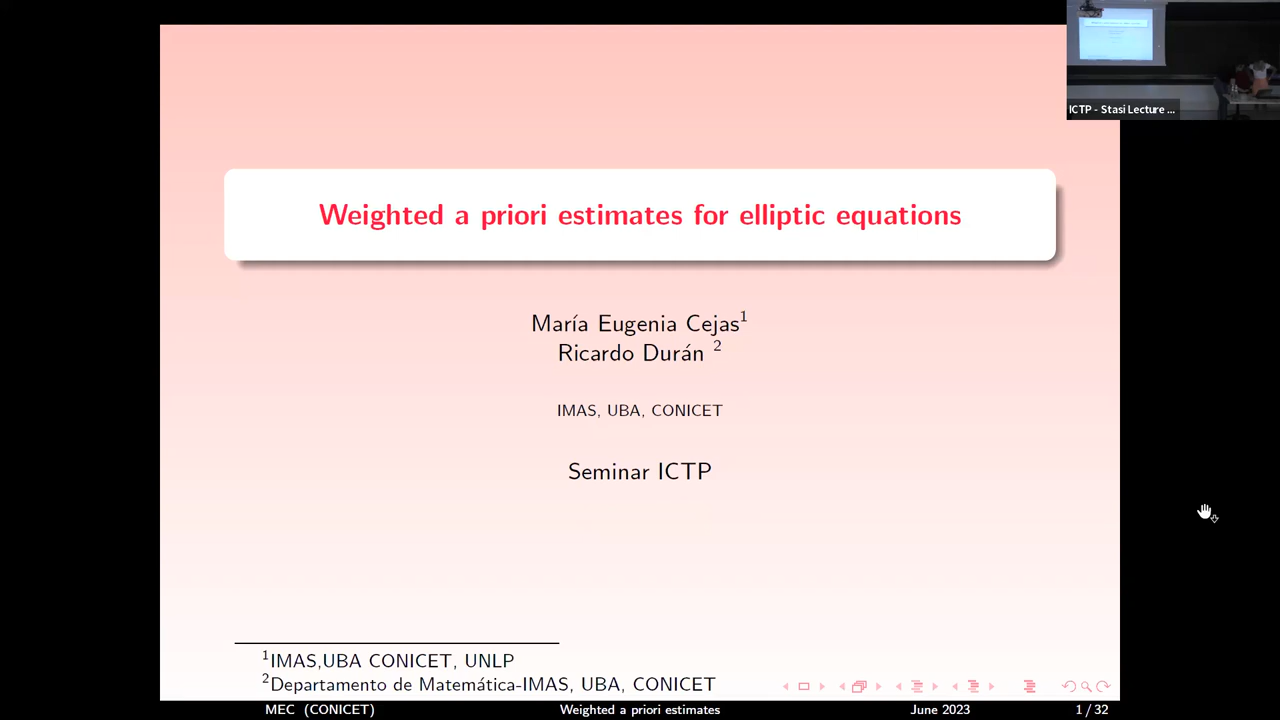 ICTP - Stasi Lecture ...
Weighted a priori estimates for elliptic equations
María Eugenia Cejas¹
Ricardo Durán ²
IMAS, UBA, CONICET
Seminar ICTP
¹IMAS,UBA CONICET, UNLP
²Departamento de Matemática-IMAS, UBA, CONICET
MEC (CONICET) Weighted a priori estimates June 2023 1 / 32